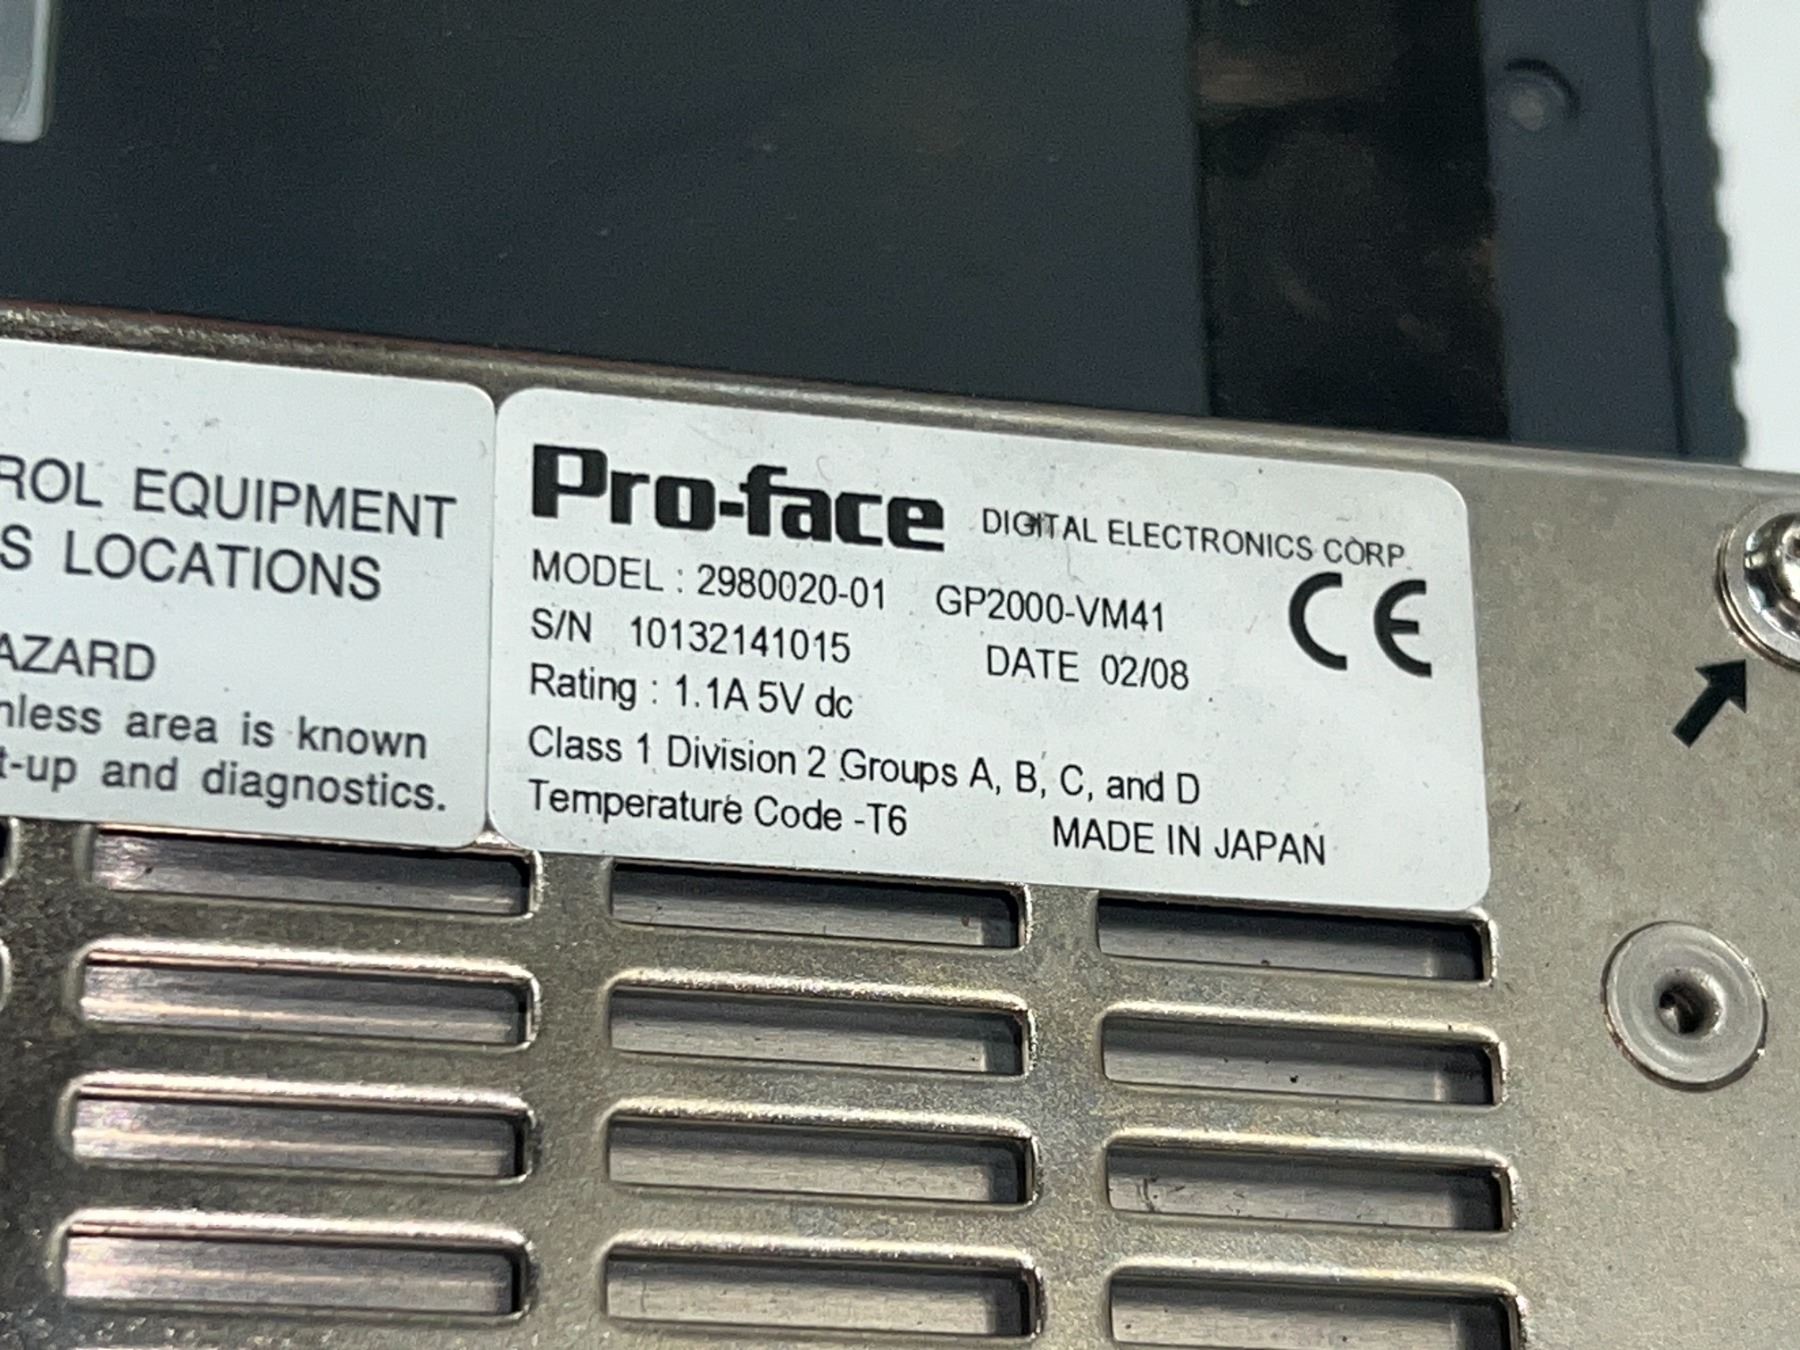 ROL EQUIPMENT
S LOCATIONS
AZARD
nless area is known
t-up and diagnostics.
Pro-face DIGITAL ELECTRONICS CORP.
MODEL : 2980020-01 GP2000-VM41
S/N 10132141015 DATE 02/08
CE
Rating : 1.1A 5V dc
Class 1 Division 2 Groups A, B, C, and D
Temperature Code -T6 MADE IN JAPAN